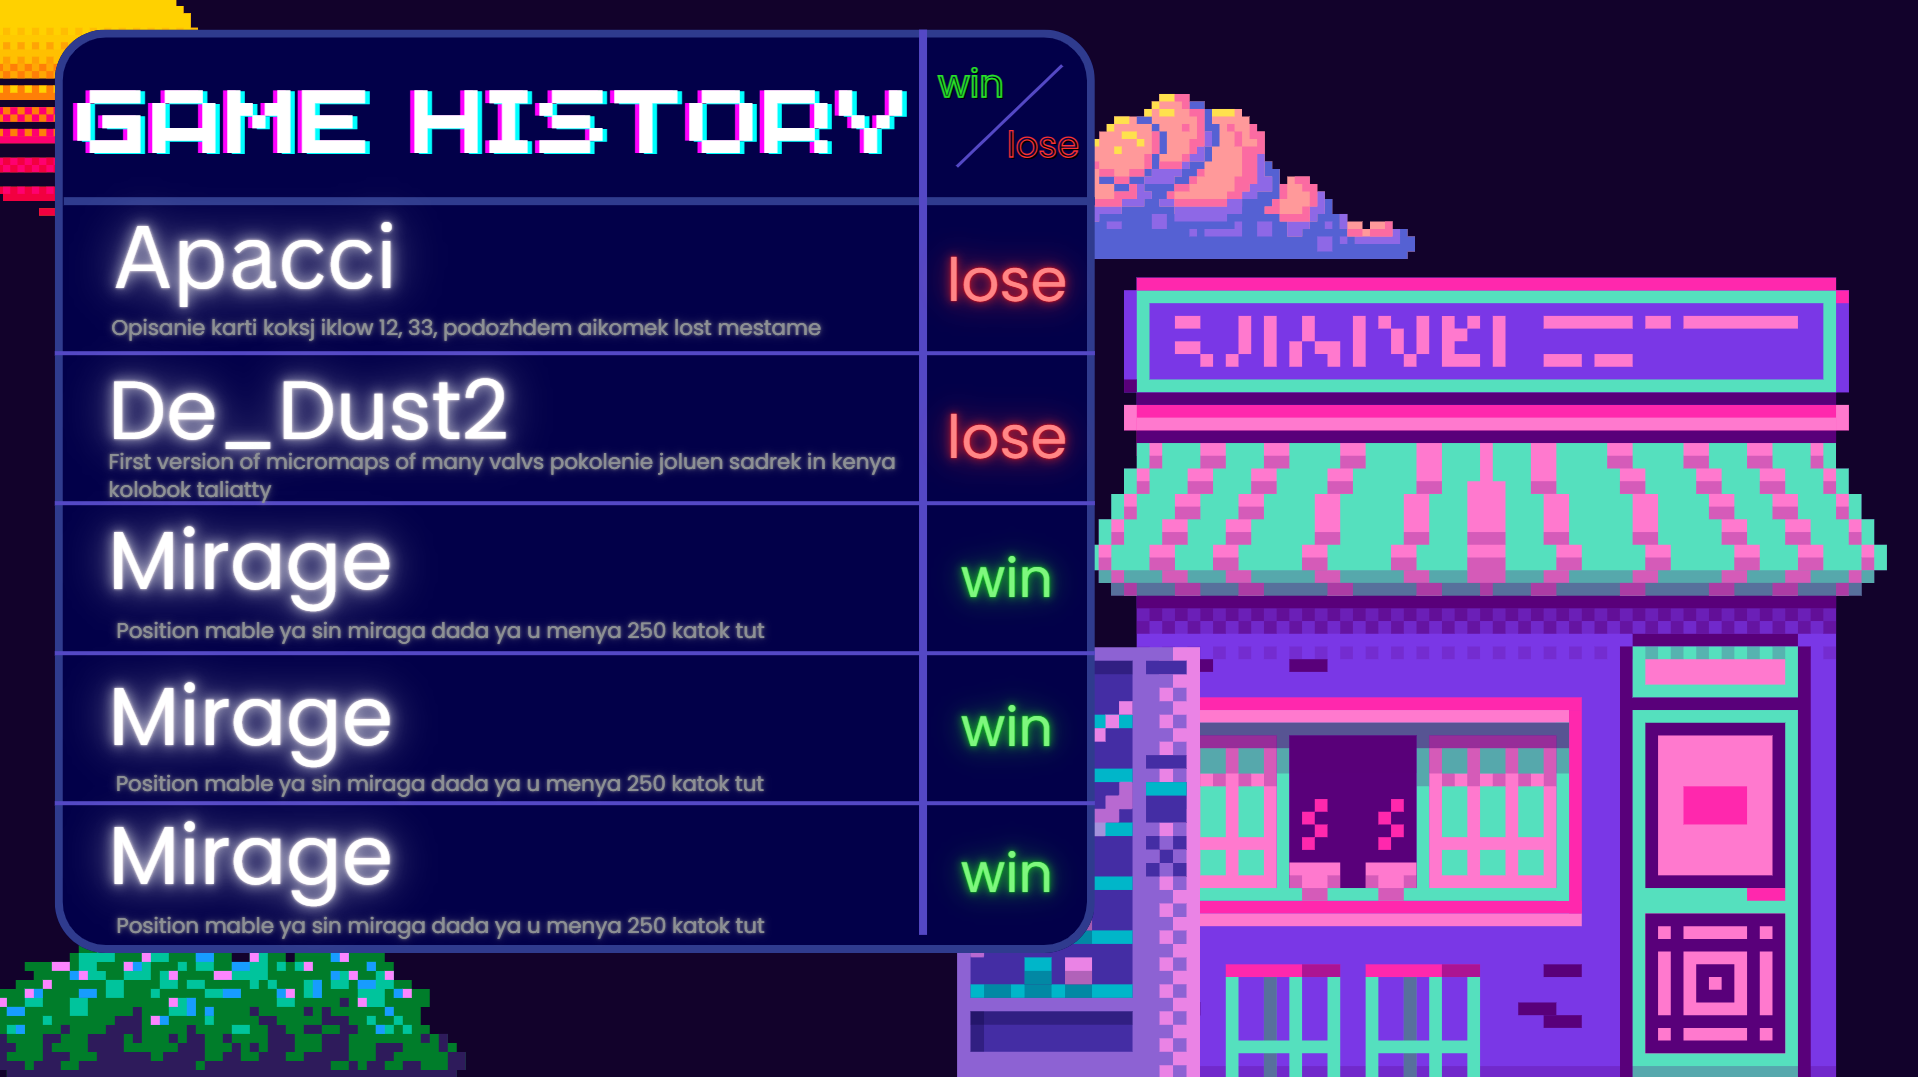 GAME HISTORY
win
lose
Apacci
lose
Opisanie karti koksj iklow 12, 33, podozhdem aikomek lost mestame
De_Dust2
lose
First version of micromaps of many valvs pokolenie joluen sadrek in kenya
kolobok taliatty
Mirage
win
Position mable ya sin miraga dada ya u menya 250 katok tut
Mirage
win
Position mable ya sin miraga dada ya u menya 250 katok tut
Mirage
win
Position mable ya sin miraga dada ya u menya 250 katok tut